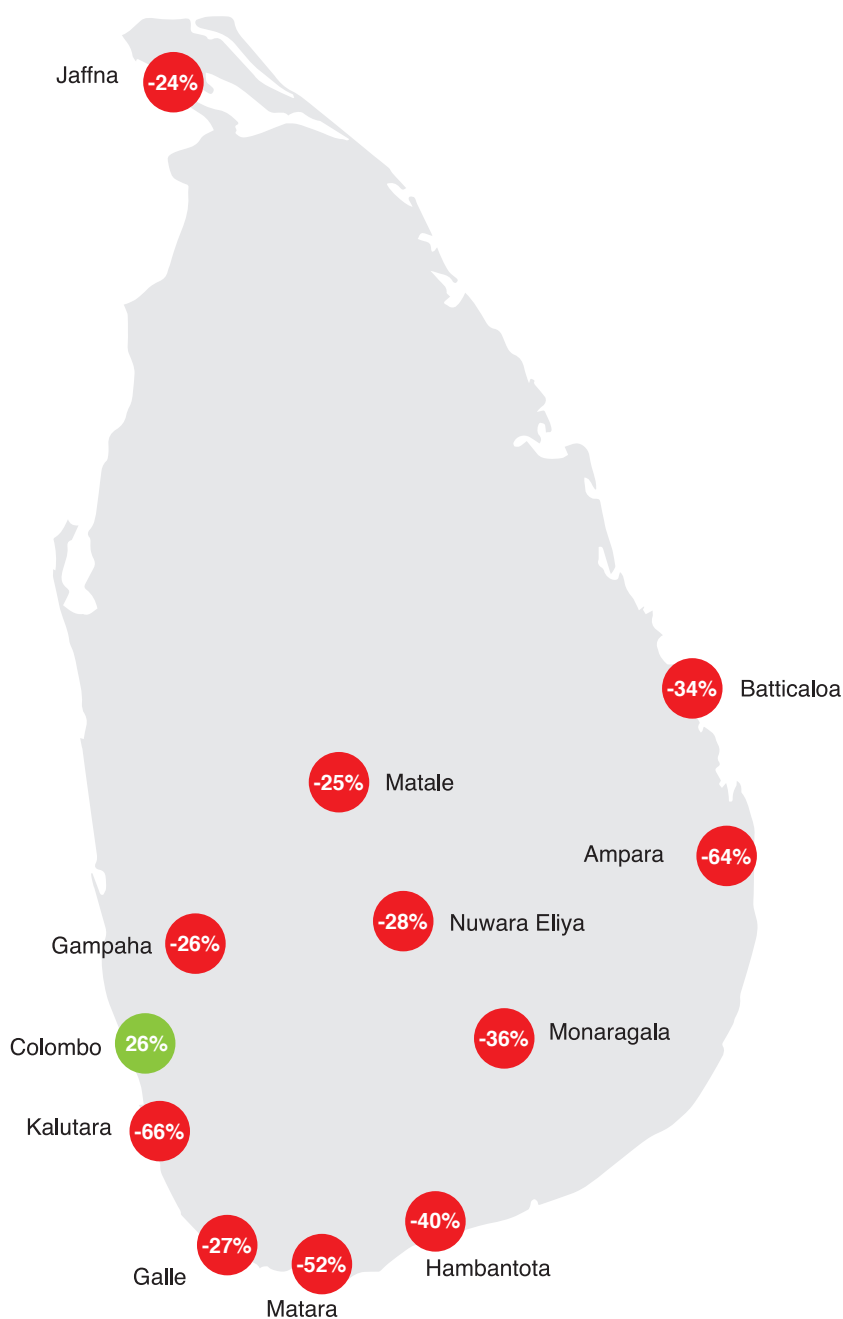 Jaffna
-24%
-34%
Batticaloa
-25%
Matale
Ampara
-64%
-28%
Nuwara Eliya
Gampaha
-26%
-36%
Monaragala
Colombo
26%
Kalutara
-66%
-40%
Hambantota
-27%
Galle
-52%
Matara